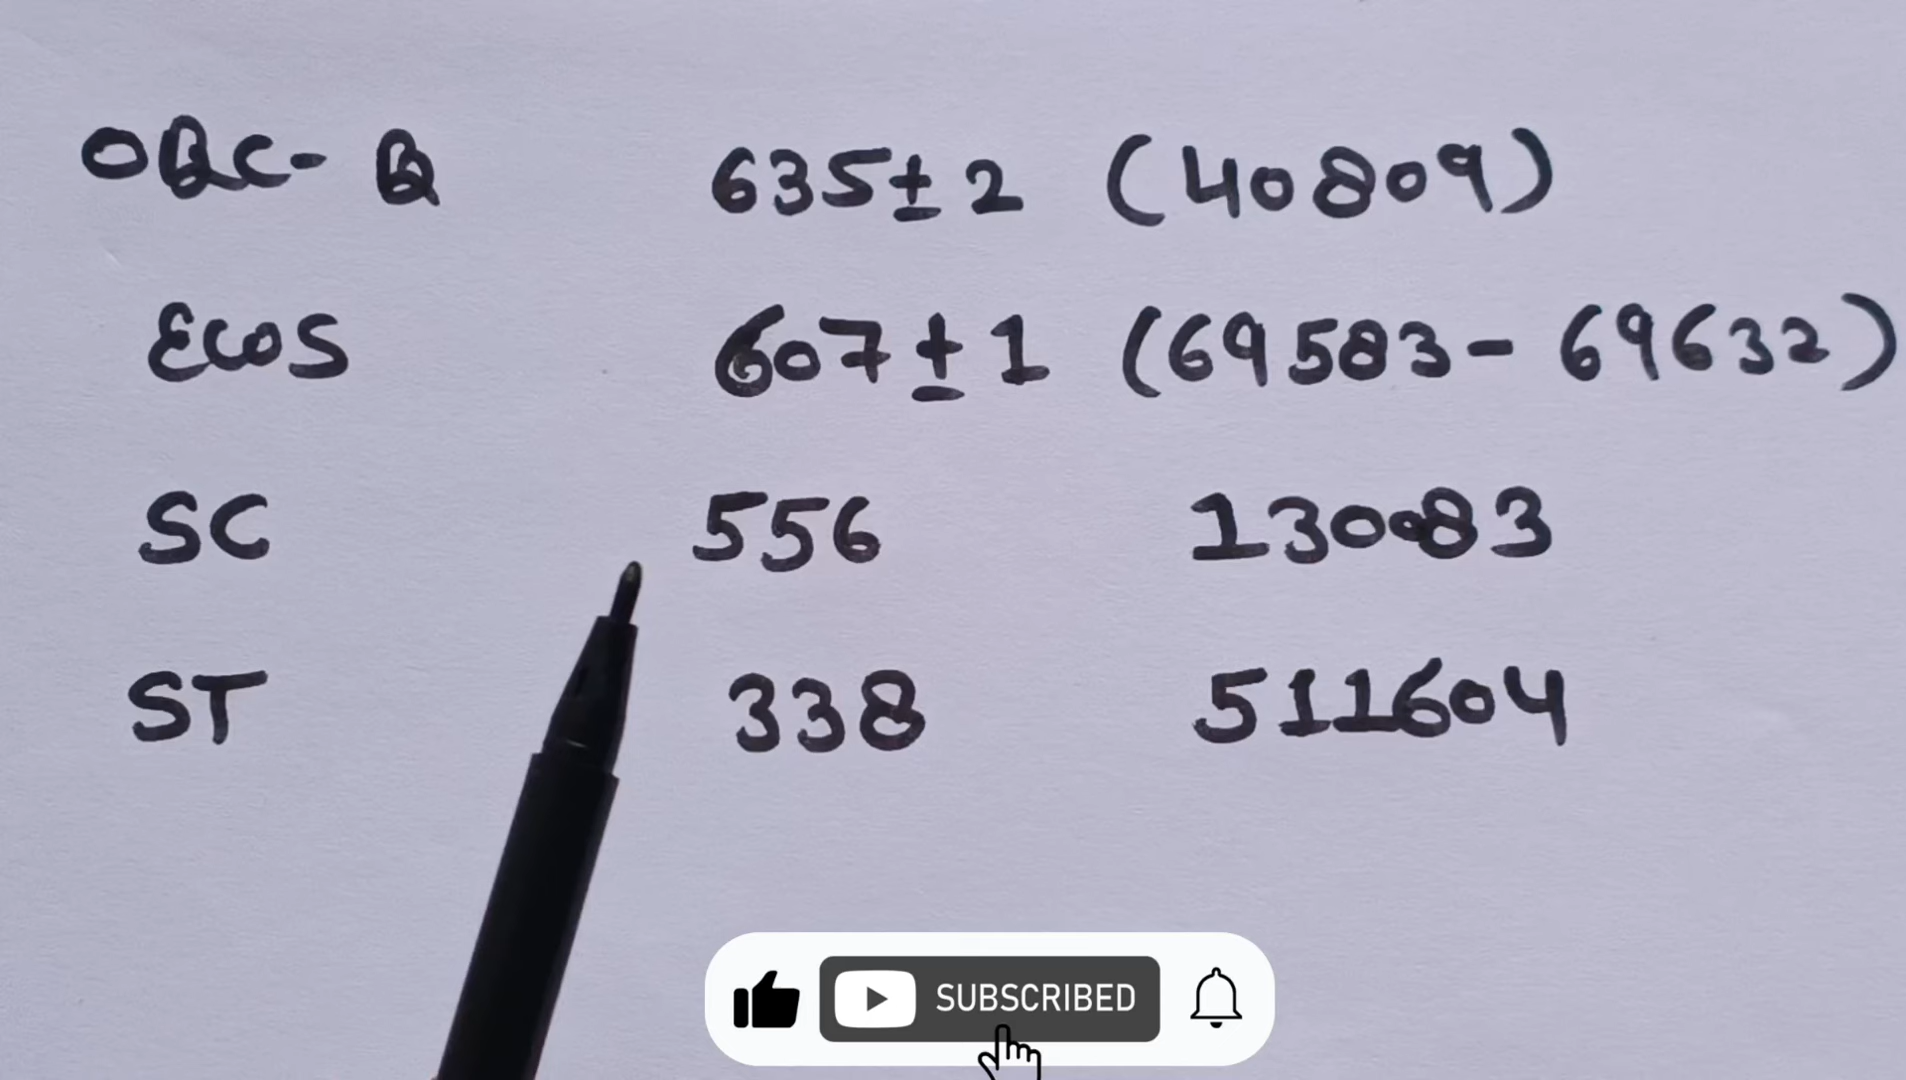 OBC- B 635±2 (40809)
EWS 607±1 (69583-69632)
SC 556 130083
ST 338 511604
SUBSCRIBED